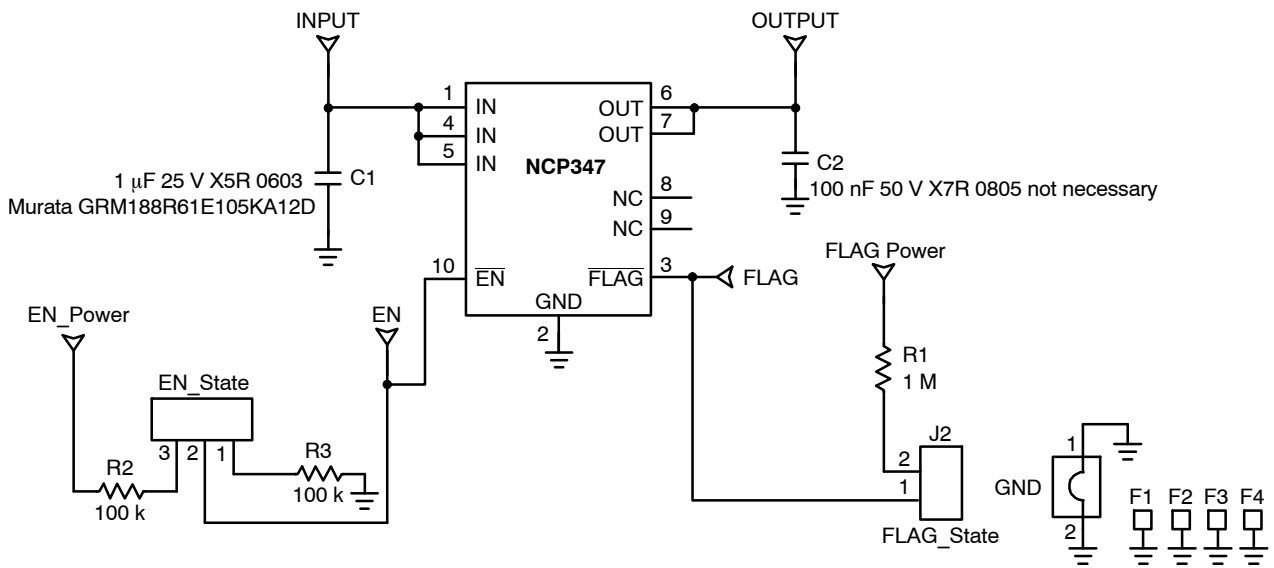 INPUT
OUTPUT
1 IN
4 IN
5 IN
OUT 6
OUT 7
NCP347
1 μF 25 V X5R 0603
Murata GRM188R61E105KA12D
C1
C2
100 nF 50 V X7R 0805 not necessary
NC 8
NC 9
10 EN
FLAG 3
FLAG
GND
2
FLAG Power
EN_Power
EN
R1
1 M
EN_State
3 2 1
R2
100 k
R3
100 k
J2
2
1
FLAG_State
GND
1
2
F1 F2 F3 F4